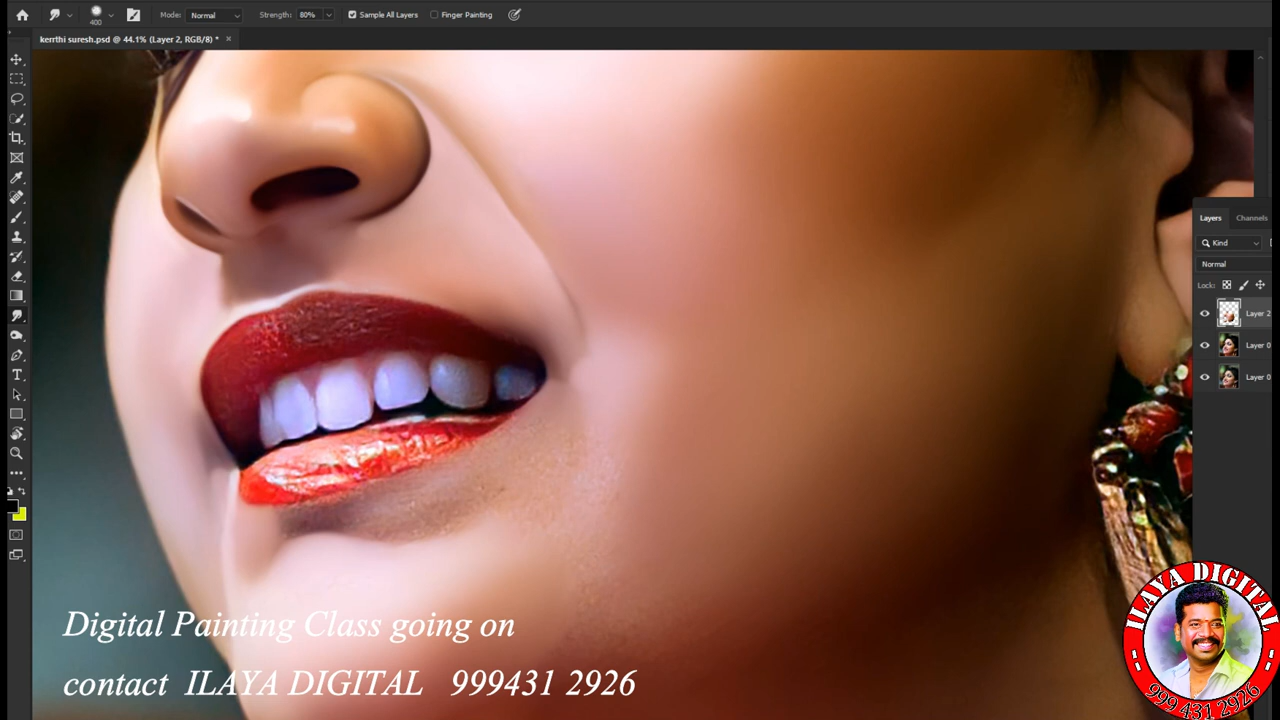 Mode: Normal Strength: 80% Sample All Layers Finger Painting
400
kerrthi suresh.psd @ 44.1% (Layer 2, RGB/8) * ×
Layers Channels
Kind
Normal
Lock:
Layer 2
Layer 0
Layer 0
Digital Painting Class going on
contact ILAYA DIGITAL 999431 2926
ILAYA DIGITAL
999 431 2926